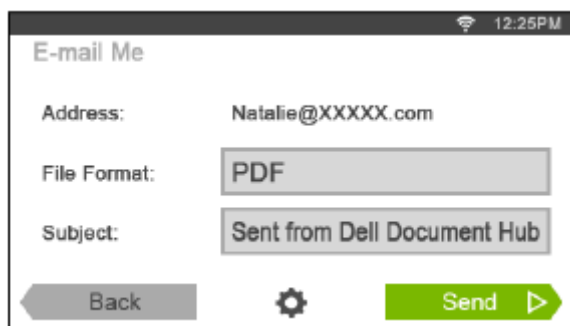 12:25PM
E-mail Me
Address: Natalie@XXXXX.com
File Format: PDF
Subject: Sent from Dell Document Hub
Back Send